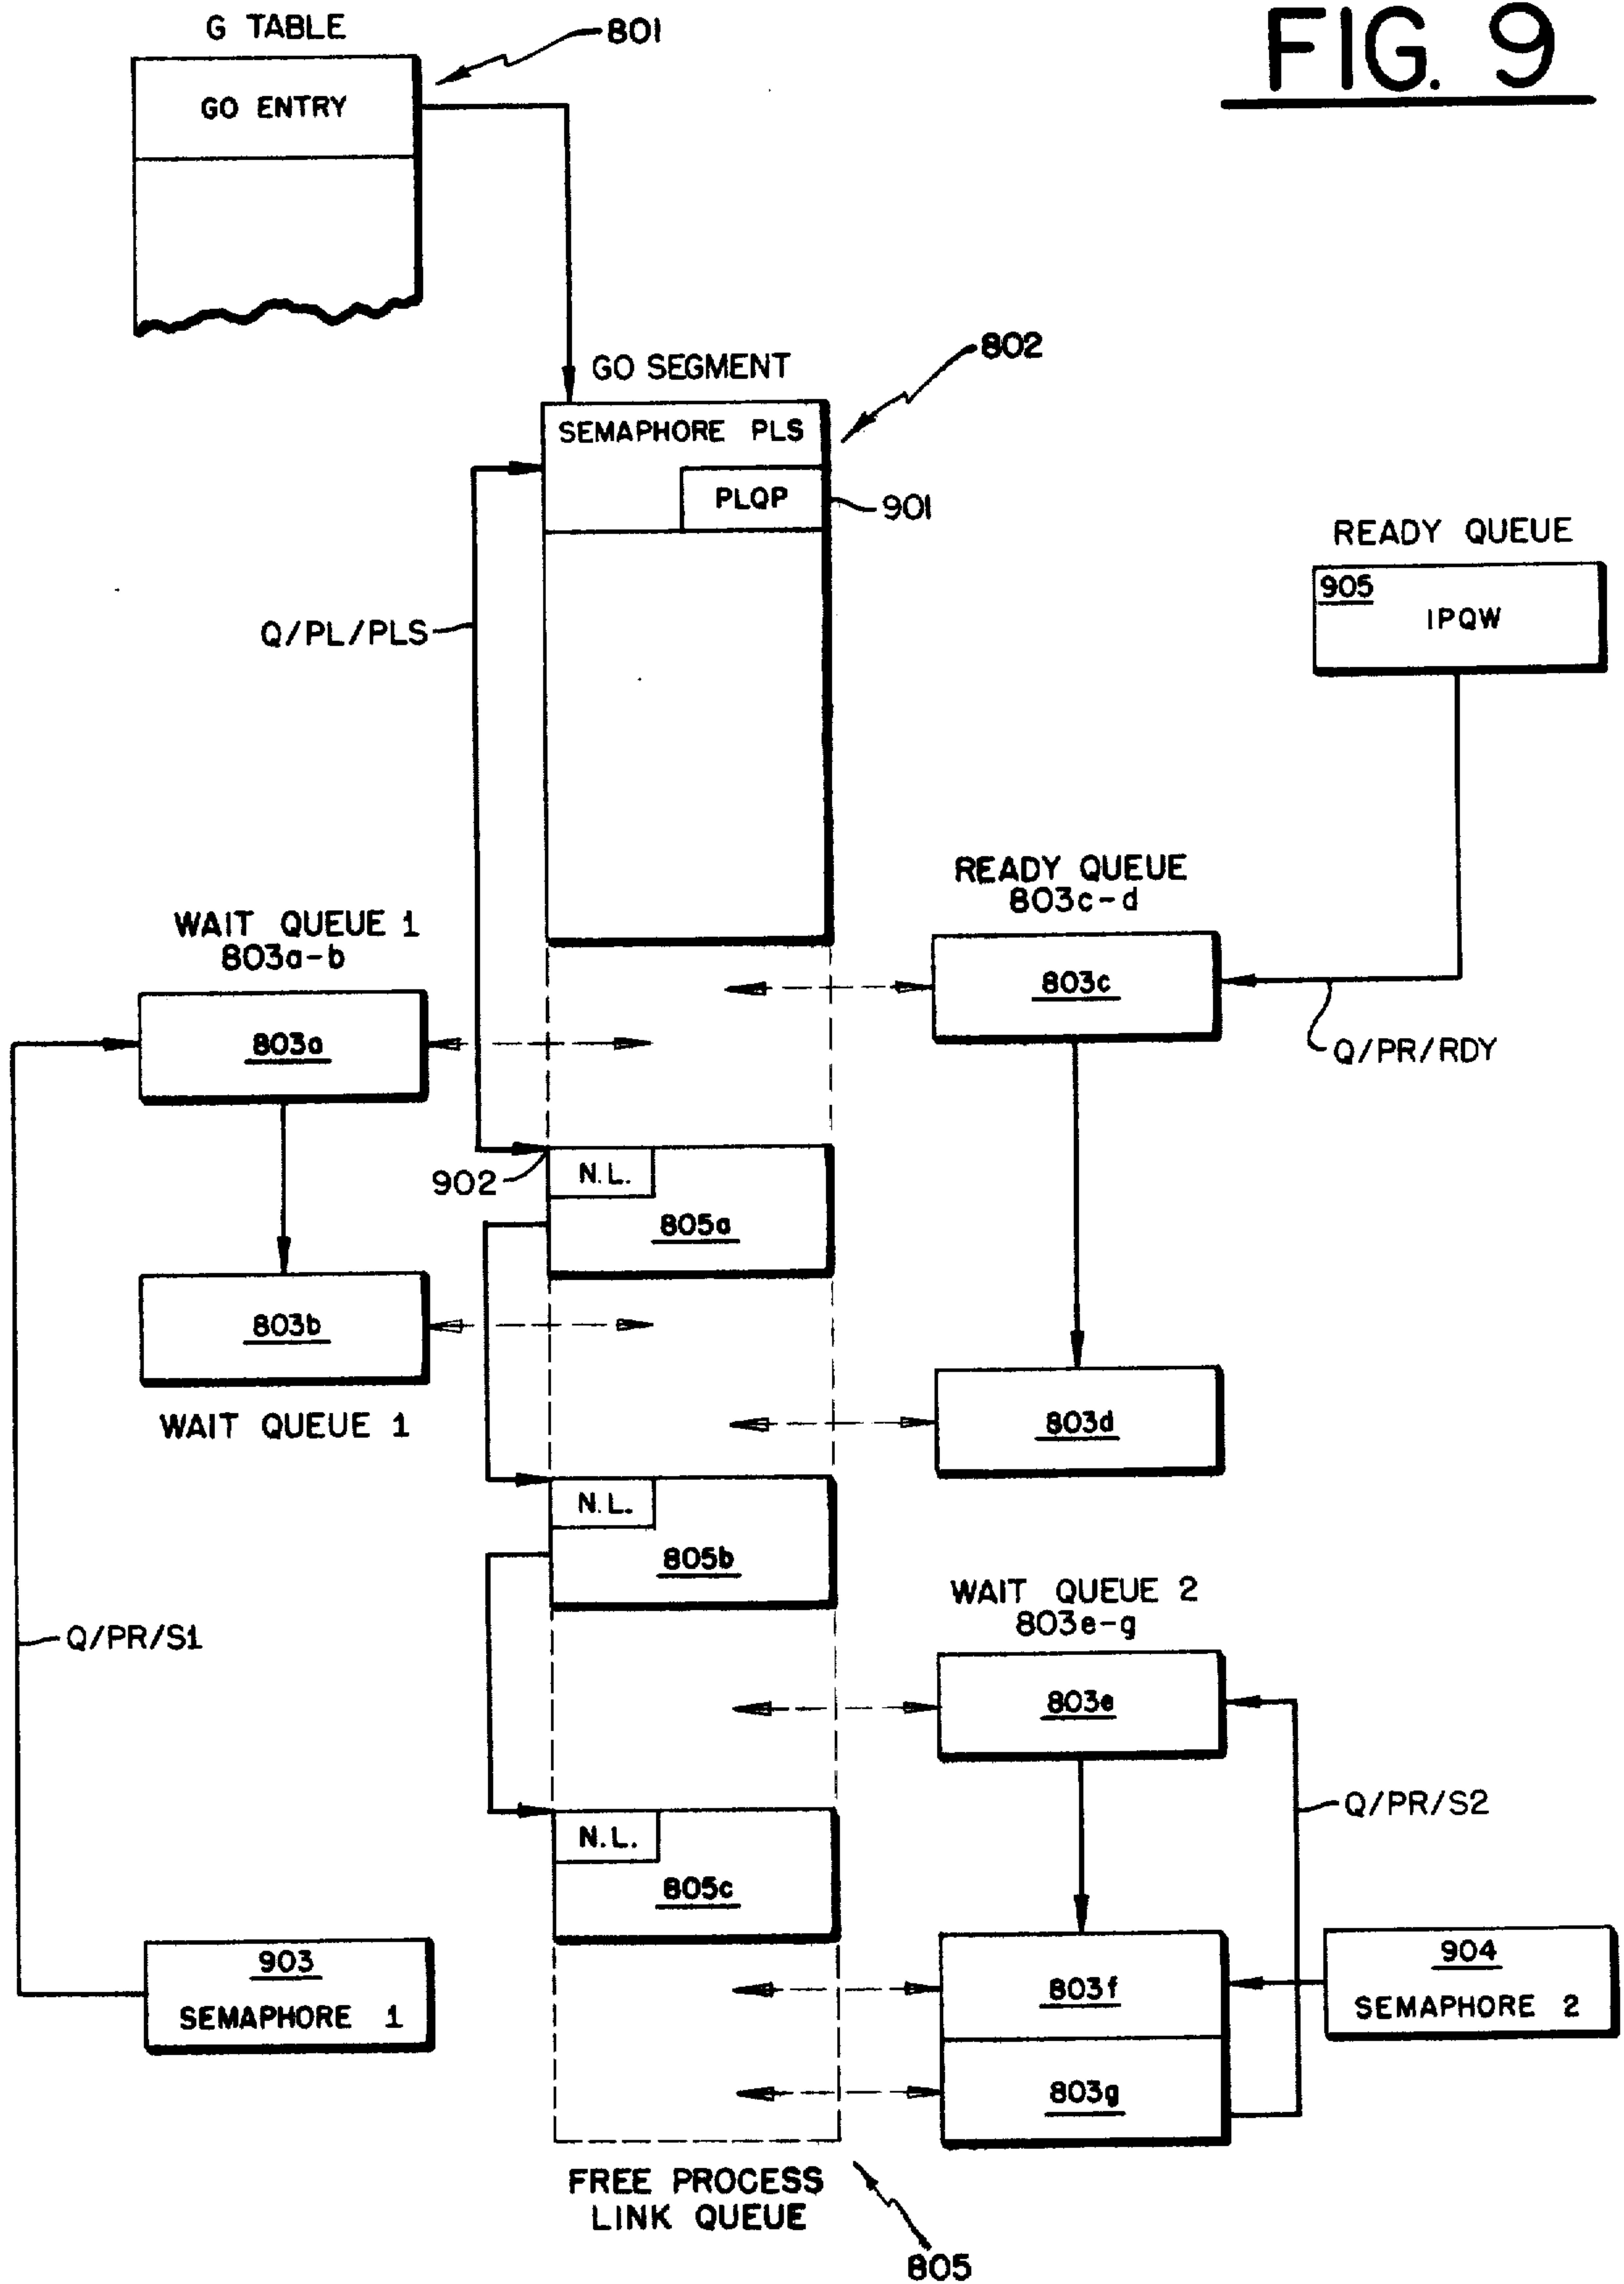 FIG. 9
G TABLE
801
GO ENTRY
GO SEGMENT
802
SEMAPHORE PLS
PLQP
901
READY QUEUE
905
IPQW
Q/PL/PLS
READY QUEUE
803c-d
WAIT QUEUE 1
803a-b
803c
803a
Q/PR/RDY
902
N.L.
805a
803b
WAIT QUEUE 1
803d
N.L.
805b
WAIT QUEUE 2
803e-g
Q/PR/S1
803e
Q/PR/S2
N.L.
805c
903
SEMAPHORE 1
803f
904
SEMAPHORE 2
803g
FREE PROCESS
LINK QUEUE
805